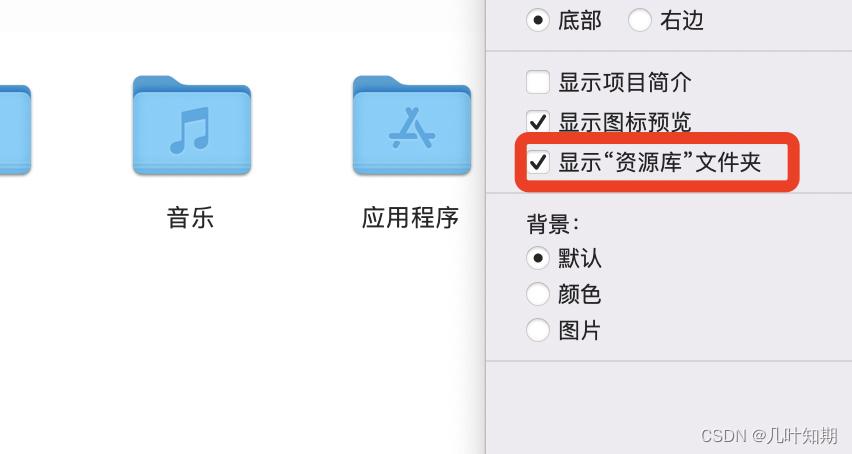 底部 右边
显示项目简介
显示图标预览
显示“资源库”文件夹
音乐 应用程序
背景：
默认
颜色
图片
CSDN @几叶知期